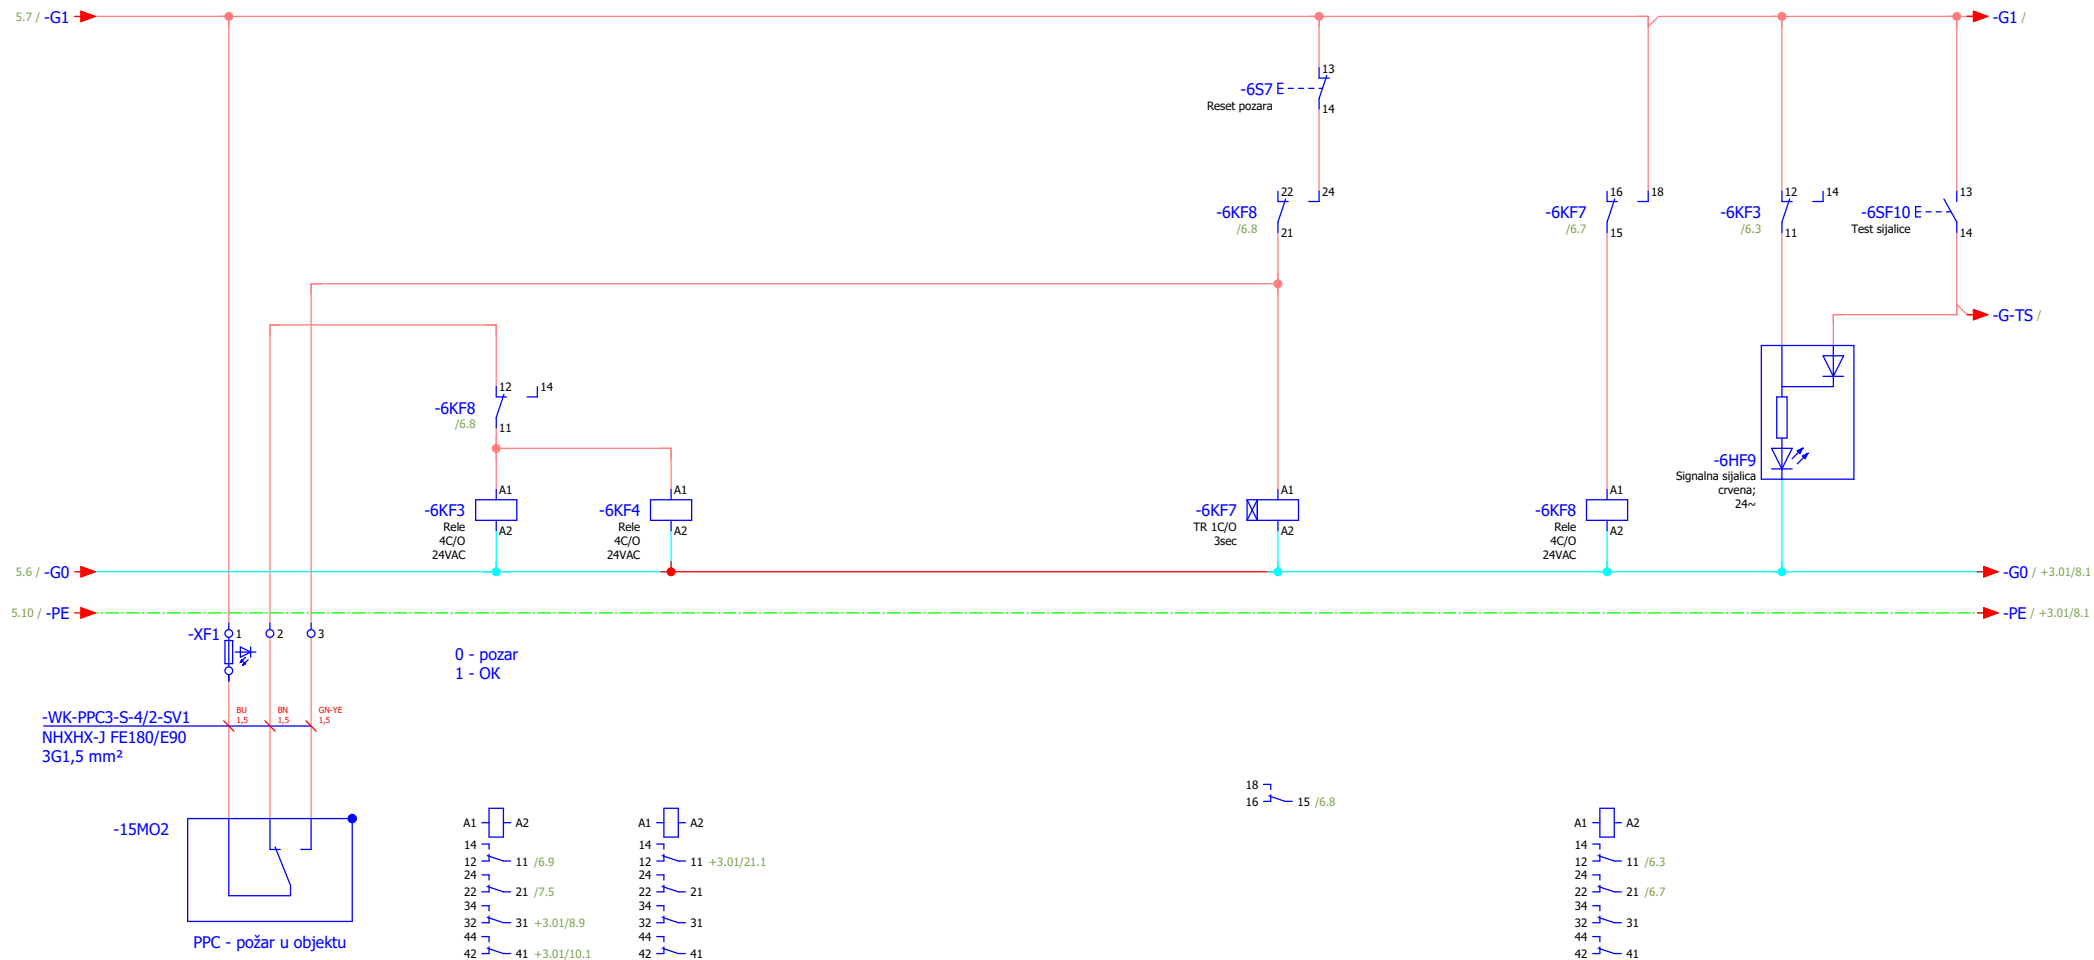 5.7 / -G1
-G1 /
13
-6S7
Reset pozara
14
22
24
-6KF8
/6.8
21
16
18
-6KF7
/6.7
15
12
14
-6KF3
/6.3
11
13
-6SF10
Test sijalice
14
-G-TS /
12
14
-6KF8
/6.8
11
A1
-6KF3
A2
Rele
4C/O
24VAC
A1
-6KF4
A2
Rele
4C/O
24VAC
A1
-6KF7
A2
TR 1C/O
3sec
A1
-6KF8
A2
Rele
4C/O
24VAC
-6HF9
Signalna sijalica
crvena;
24~
5.6 / -G0
-G0 / +3.01/8.1
5.10 / -PE
-PE / +3.01/8.1
-XF1
1
2
3
0 - pozar
1 - OK
BU
1,5
BN
1,5
GN-YE
1,5
-WK-PPC3-S-4/2-SV1
NHXHX-J FE180/E90
3G1,5 mm²
-15MO2
PPC - požar u objektu
A1 A2
14
12 11 /6.9
24
22 21 /7.5
34
32 31 +3.01/8.9
44
42 41 +3.01/10.1
A1 A2
14
12 11 +3.01/21.1
24
22 21
34
32 31
44
42 41
18
16 15 /6.8
A1 A2
14
12 11 /6.3
24
22 21 /6.7
34
32 31
44
42 41